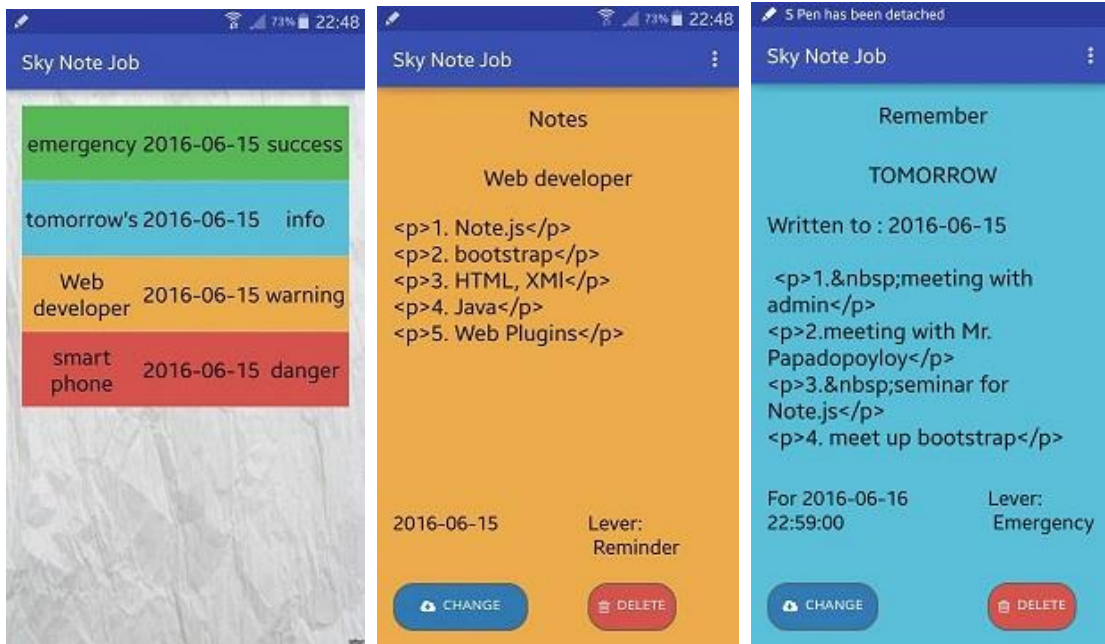 73% 22:48
Sky Note Job
emergency 2016-06-15 success
tomorrow's 2016-06-15 info
Web
developer 2016-06-15 warning
smart
phone 2016-06-15 danger
73% 22:48
Sky Note Job
Notes
Web developer
<p>1. Note.js</p>
<p>2. bootstrap</p>
<p>3. HTML, XMl</p>
<p>4. Java</p>
<p>5. Web Plugins</p>
2016-06-15 Lever:
Reminder
CHANGE DELETE
S Pen has been detached
Sky Note Job
Remember
TOMORROW
Written to : 2016-06-15
<p>1.&nbsp;meeting with
admin</p>
<p>2.meeting with Mr.
Papadopoyloy</p>
<p>3.&nbsp;seminar for
Note.js</p>
<p>4. meet up bootstrap</p>
For 2016-06-16 Lever:
22:59:00 Emergency
CHANGE DELETE